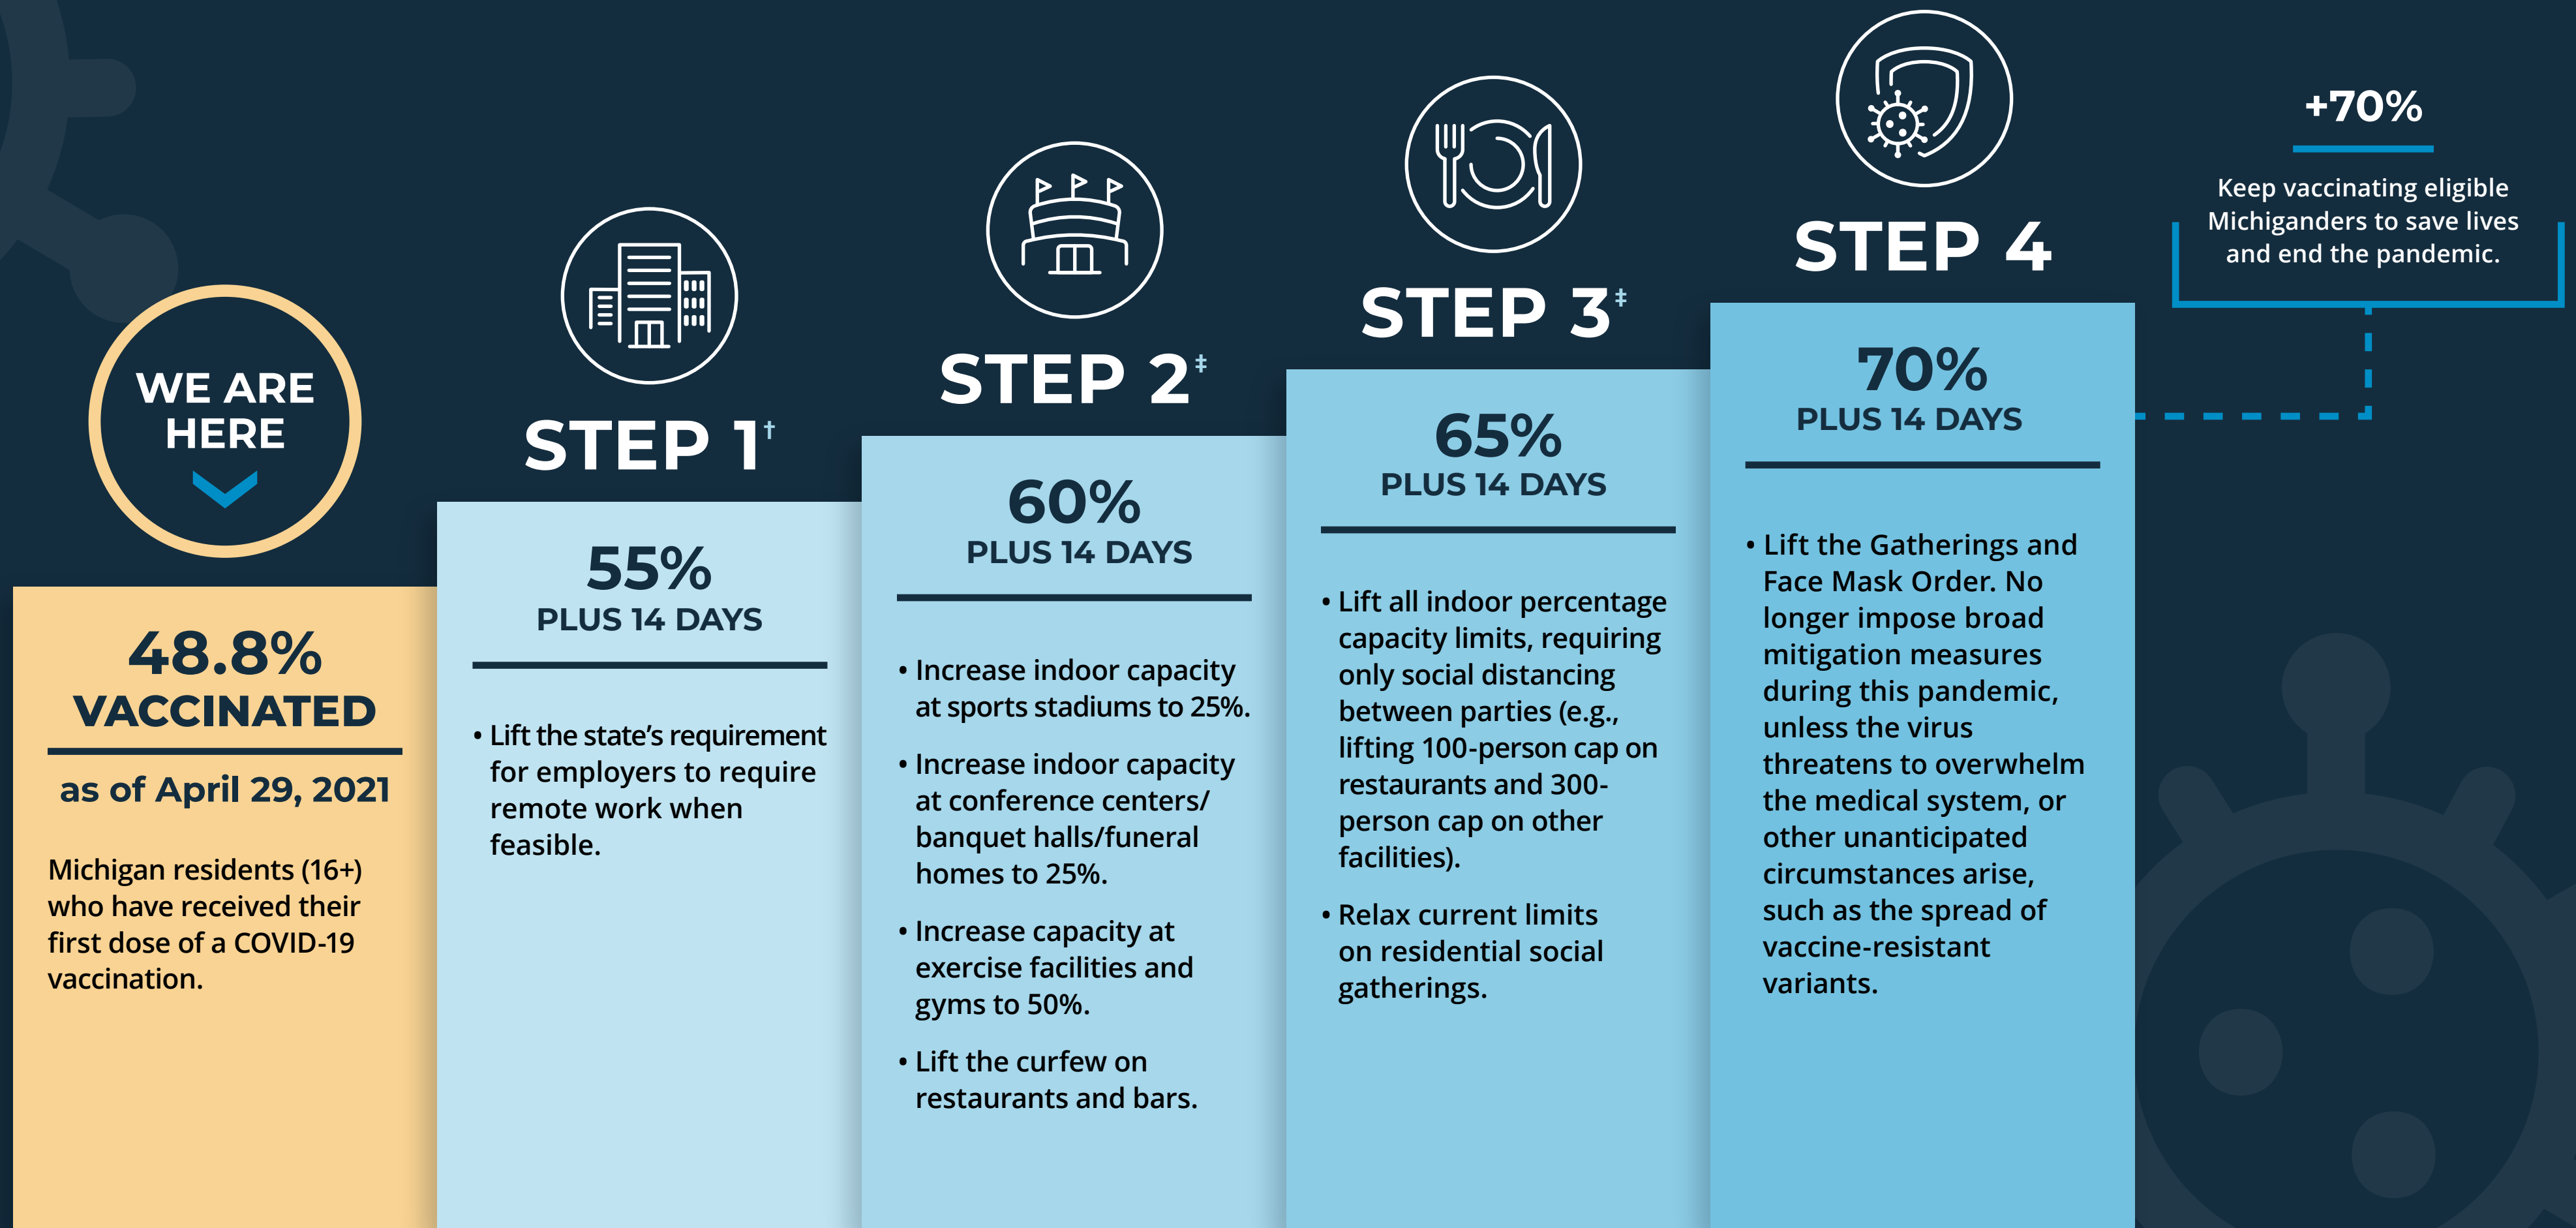 WE ARE
HERE
48.8%
VACCINATED
as of April 29, 2021
Michigan residents (16+)
who have received their
first dose of a COVID-19
vaccination.
STEP 1†
55%
PLUS 14 DAYS
• Lift the state’s requirement
for employers to require
remote work when
feasible.
STEP 2‡
60%
PLUS 14 DAYS
• Increase indoor capacity
at sports stadiums to 25%.
• Increase indoor capacity
at conference centers/
banquet halls/funeral
homes to 25%.
• Increase capacity at
exercise facilities and
gyms to 50%.
• Lift the curfew on
restaurants and bars.
STEP 3‡
65%
PLUS 14 DAYS
• Lift all indoor percentage
capacity limits, requiring
only social distancing
between parties (e.g.,
lifting 100-person cap on
restaurants and 300-
person cap on other
facilities).
• Relax current limits
on residential social
gatherings.
STEP 4
70%
PLUS 14 DAYS
• Lift the Gatherings and
Face Mask Order. No
longer impose broad
mitigation measures
during this pandemic,
unless the virus
threatens to overwhelm
the medical system, or
other unanticipated
circumstances arise,
such as the spread of
vaccine-resistant
variants.
+70%
Keep vaccinating eligible
Michiganders to save lives
and end the pandemic.